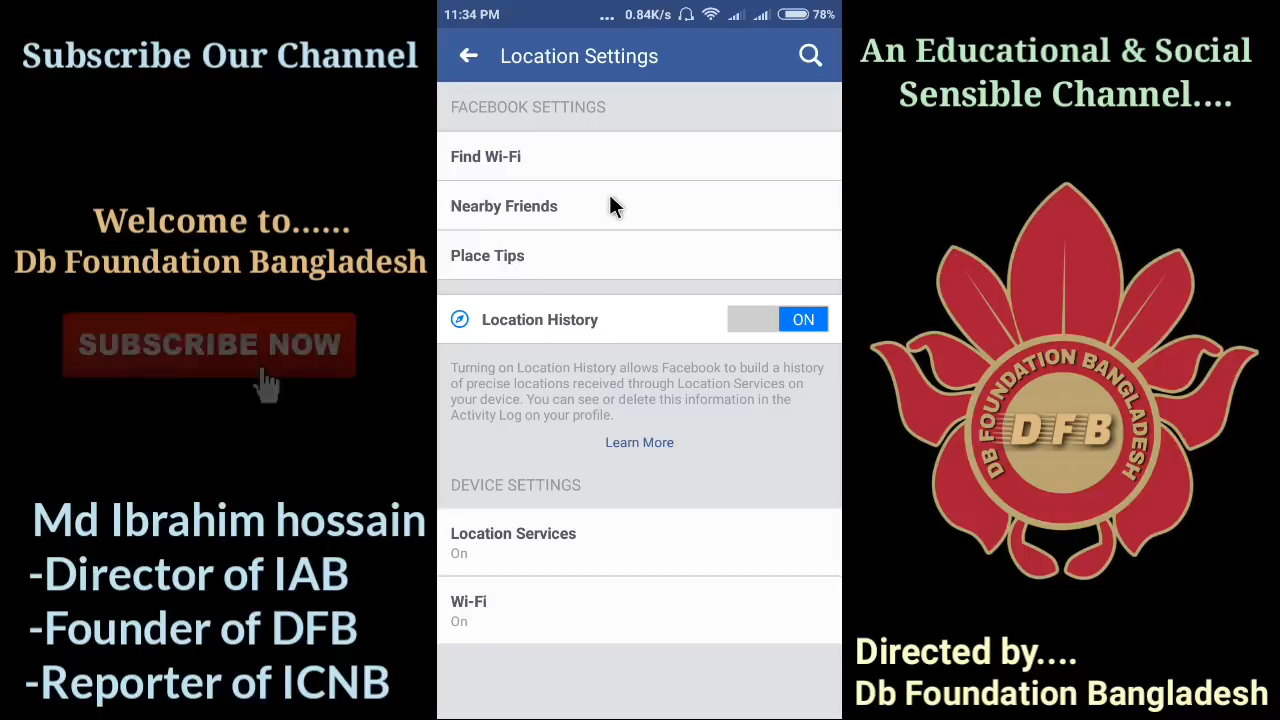 Subscribe Our Channel
Welcome to......
Db Foundation Bangladesh
SUBSCRIBE NOW
Md Ibrahim hossain
-Director of IAB
-Founder of DFB
-Reporter of ICNB
11:34 PM ... 0.84K/s 78%
Location Settings
FACEBOOK SETTINGS
Find Wi-Fi
Nearby Friends
Place Tips
Location History ON
Turning on Location History allows Facebook to build a history
of precise locations received through Location Services on
your device. You can see or delete this information in the
Activity Log on your profile.
Learn More
DEVICE SETTINGS
Location Services
On
Wi-Fi
On
An Educational & Social
Sensible Channel....
DB FOUNDATION BANGLADESH
DFB
Directed by....
Db Foundation Bangladesh